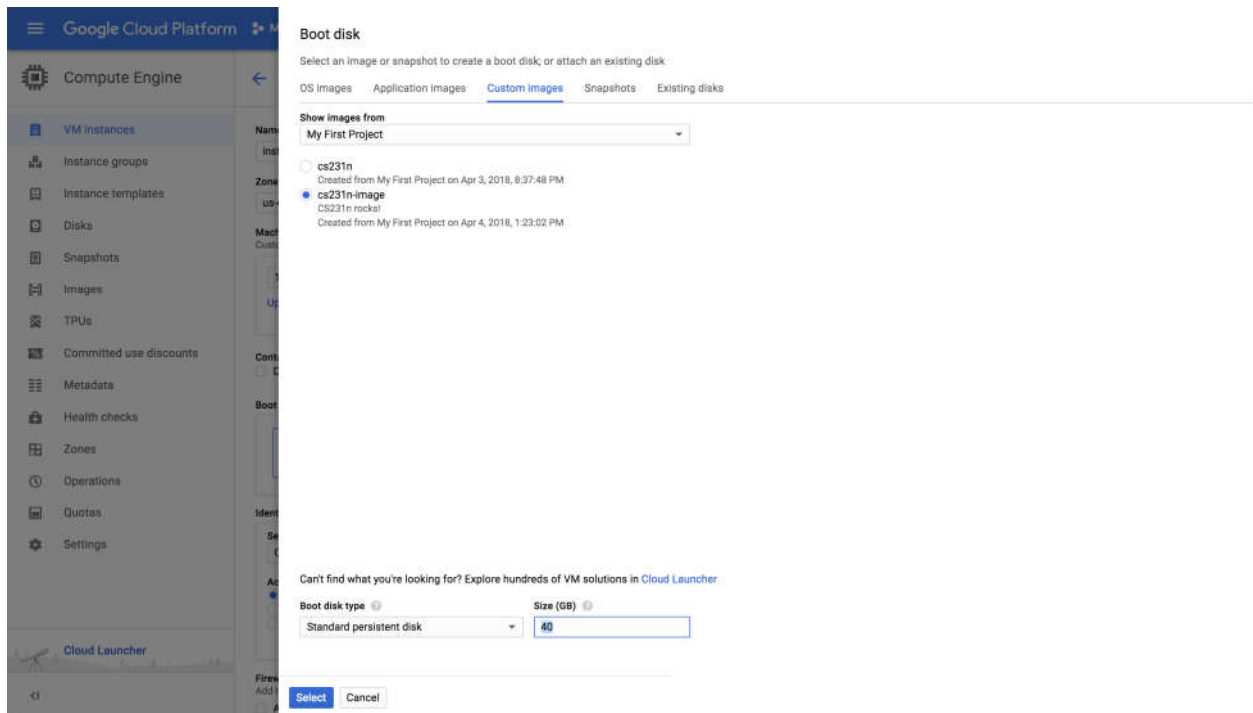 Google Cloud Platform
Compute Engine
VM instances
Instance groups
Instance templates
Disks
Snapshots
Images
TPUs
Committed use discounts
Metadata
Health checks
Zones
Operations
Quotas
Settings
Cloud Launcher
Boot disk
Select an image or snapshot to create a boot disk; or attach an existing disk
OS images Application images Custom images Snapshots Existing disks
Show images from
My First Project
cs231n
Created from My First Project on Apr 3, 2018, 8:37:48 PM
cs231n-image
CS231n rocks!
Created from My First Project on Apr 4, 2018, 1:23:02 PM
Can't find what you're looking for? Explore hundreds of VM solutions in Cloud Launcher
Boot disk type Size (GB)
Standard persistent disk 40
Select Cancel